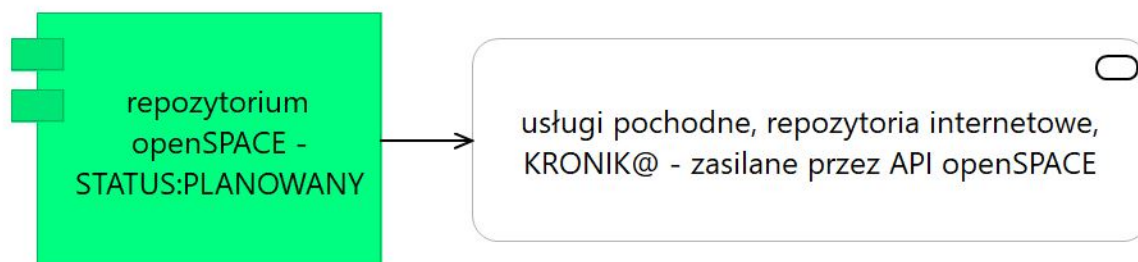 repozytorium
openSPACE -
STATUS:PLANOWANY
usługi pochodne, repozytoria internetowe,
KRONIK@ - zasilane przez API openSPACE